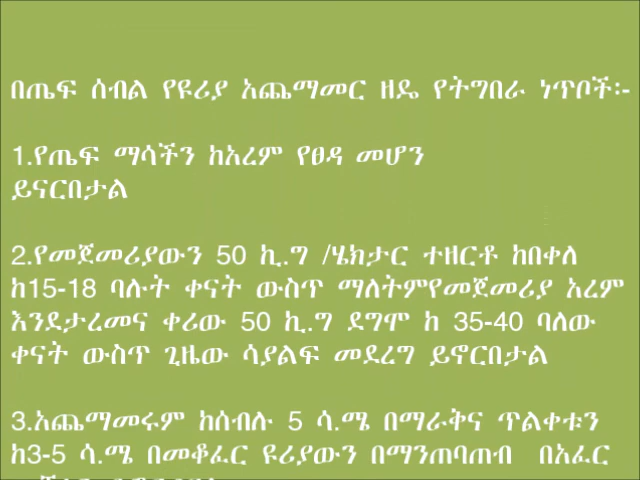 በጤፍ ሰብል የዩሪያ አጨማመር ዘዴ የትግበራ ነጥቦች፡-
1.የጤፍ ማሳችን ከአረም የፀዳ መሆን
ይናርበታል
2.የመጀመሪያውን 50 ኪ.ግ /ሄክታር ተዘርቶ ከበቀለ
ከ15-18 ባሉት ቀናት ውስጥ ማለትምየመጀመሪያ አረም
እንደታረመና ቀሪው 50 ኪ.ግ ደግሞ ከ 35-40 ባለው
ቀናት ውስጥ ጊዜው ሳያልፍ መደረግ ይኖርበታል
3.አጨማመሩም ከሰብሉ 5 ሳ.ሜ በማራቅና ጥልቀቱን
ከ3-5 ሳ.ሜ በመቆፈር ዩሪያውን በማንጠባጠብ በአፈር